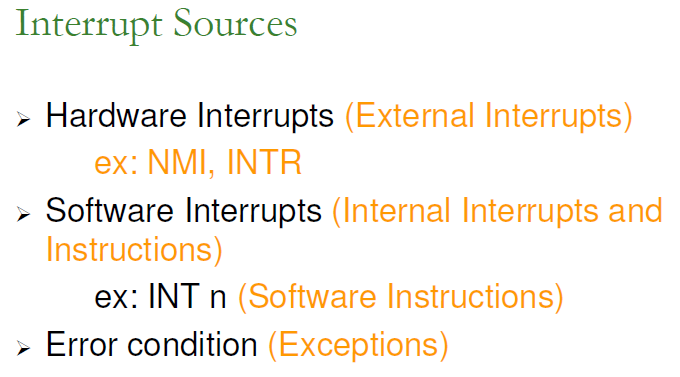 Interrupt Sources
➢ Hardware Interrupts (External Interrupts)
ex: NMI, INTR
➢ Software Interrupts (Internal Interrupts and
Instructions)
ex: INT n (Software Instructions)
➢ Error condition (Exceptions)